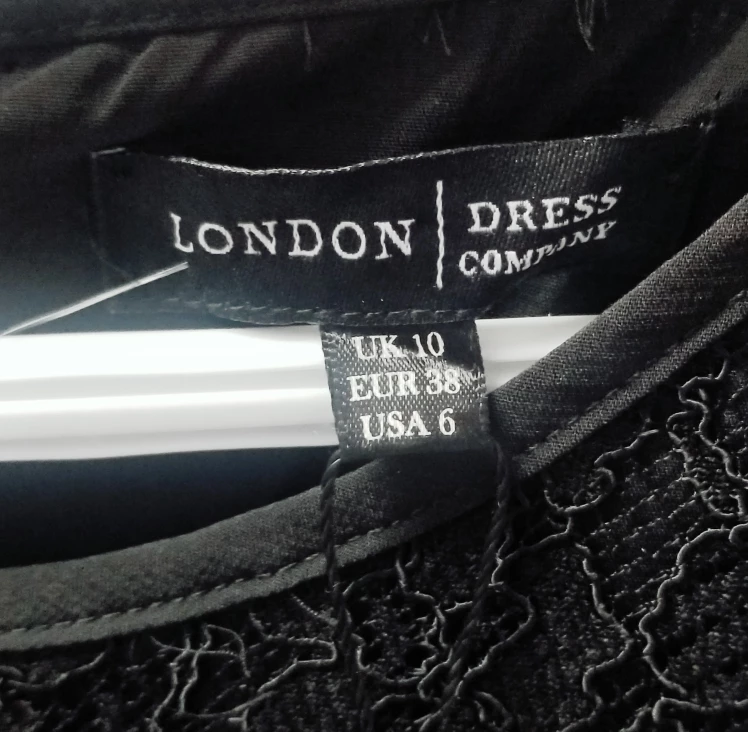 LONDON
DRESS
COMPANY
UK 10
EUR 38
USA 6